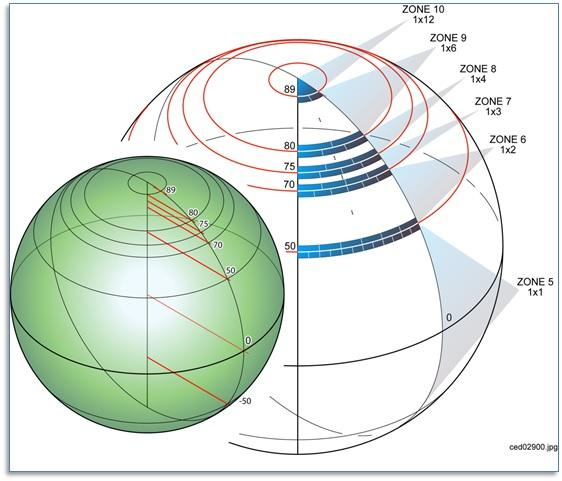 ZONE 10
1x12
ZONE 9
1x6
ZONE 8
1x4
ZONE 7
1x3
ZONE 6
1x2
ZONE 5
1x1
89
80
75
70
50
0
89
80
75
70
50
0
-50
ced02900.jpg